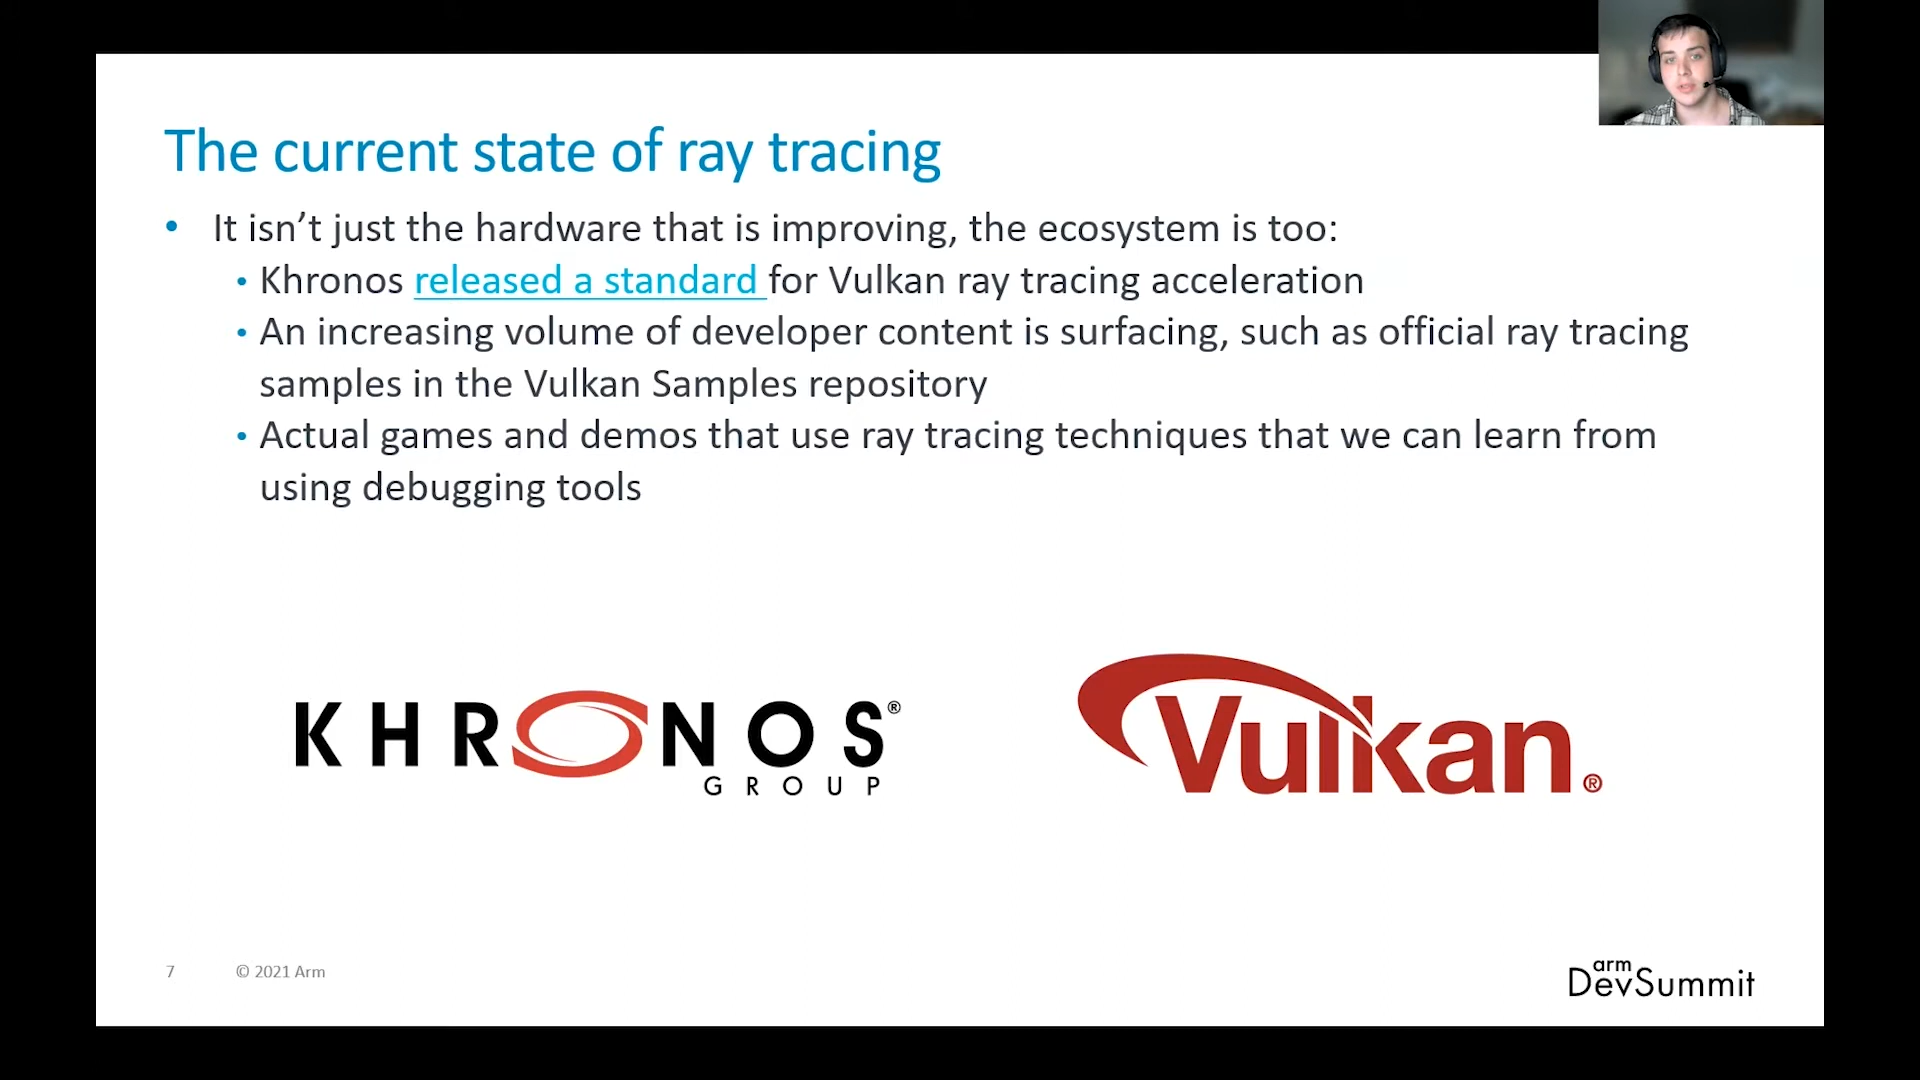 The current state of ray tracing
• It isn’t just the hardware that is improving, the ecosystem is too:
• Khronos released a standard for Vulkan ray tracing acceleration
• An increasing volume of developer content is surfacing, such as official ray tracing
samples in the Vulkan Samples repository
• Actual games and demos that use ray tracing techniques that we can learn from
using debugging tools
KHRONOS®
GROUP
Vulkan®
7 © 2021 Arm
arm
DevSummit